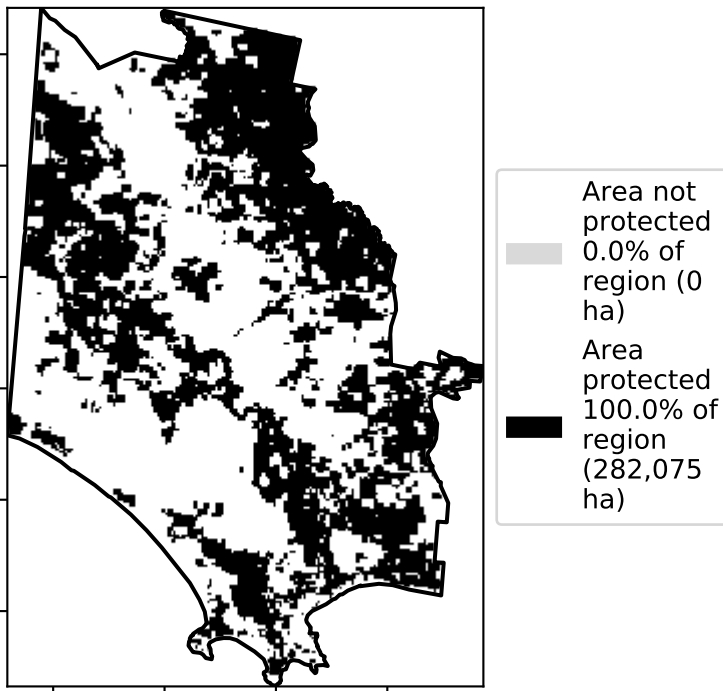 Area not
protected
0.0% of
region (0
ha)
Area
protected
100.0% of
region
(282,075
ha)